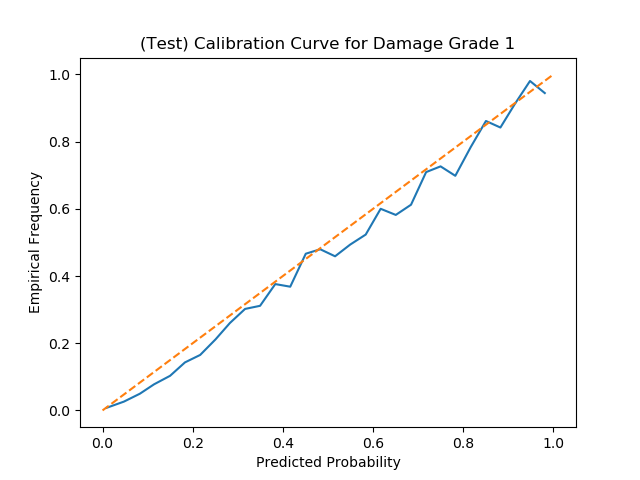 (Test) Calibration Curve for Damage Grade 1
1.0
0.8
0.6
0.4
0.2
0.0
Empirical Frequency
0.0 0.2 0.4 0.6 0.8 1.0
Predicted Probability